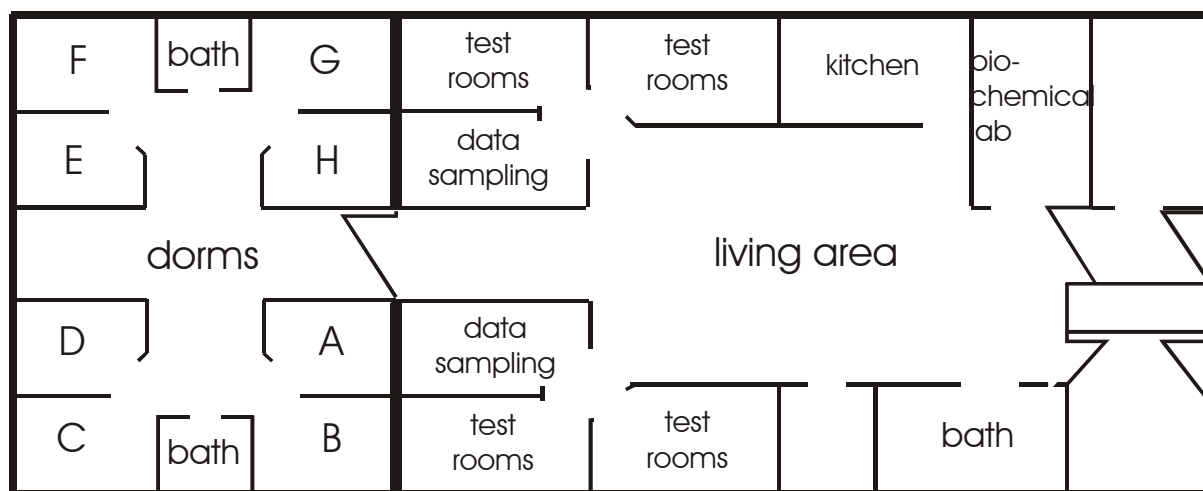 F
bath
G
test
rooms
test
rooms
kitchen
bio-
chemical
lab
E
H
data
sampling
dorms
living area
D
A
data
sampling
C
bath
B
test
rooms
test
rooms
bath